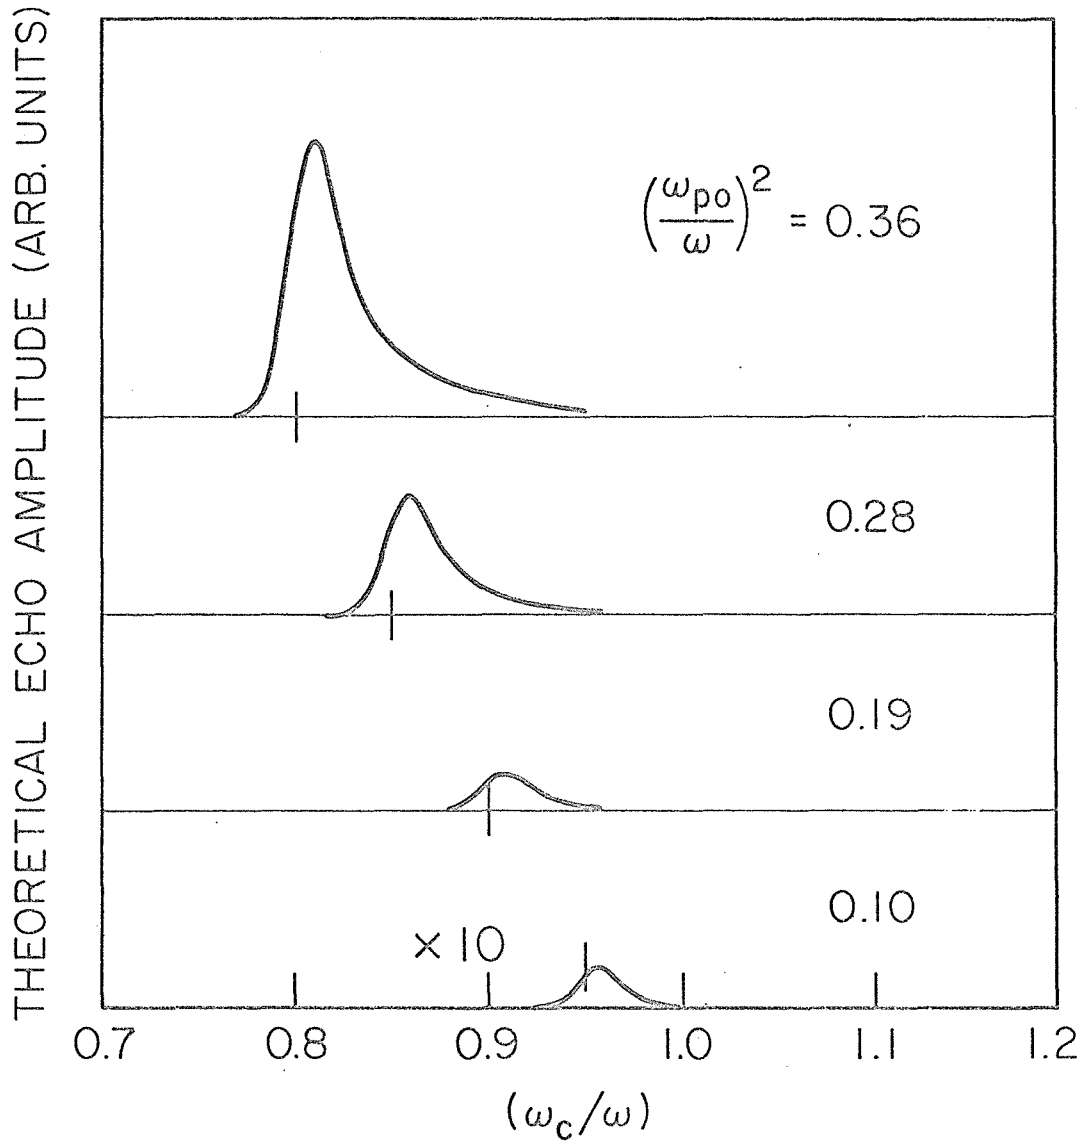 THEORETICAL ECHO AMPLITUDE (ARB. UNITS)
(ωpo/ω)² = 0.36
0.28
0.19
0.10
× 10
0.7 0.8 0.9 1.0 1.1 1.2
(ωc/ω)